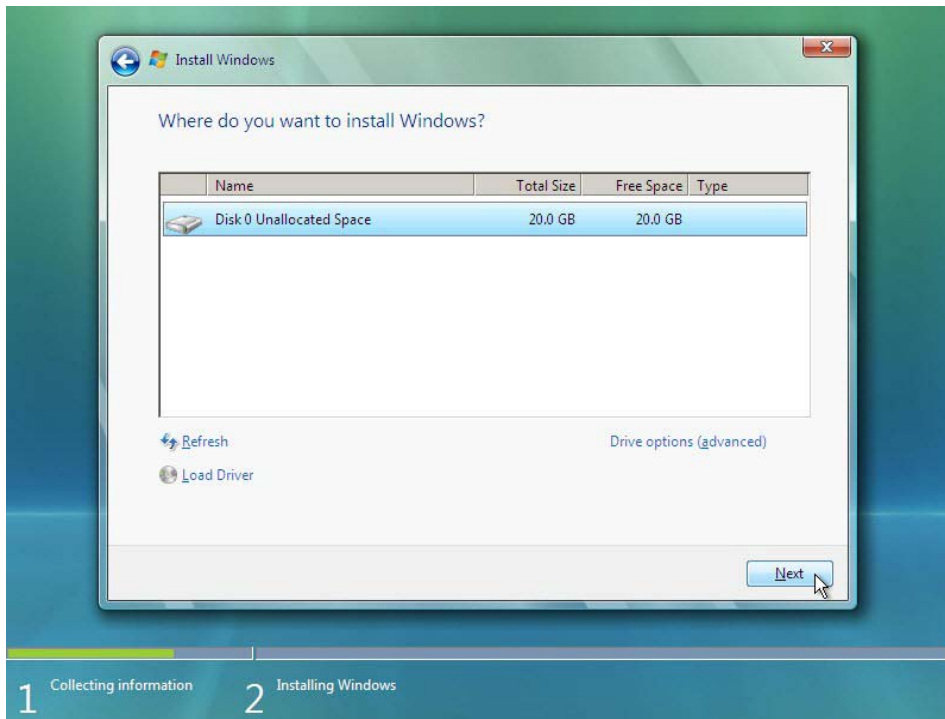 Install Windows
Where do you want to install Windows?
Name Total Size Free Space Type
Disk 0 Unallocated Space 20.0 GB 20.0 GB
Refresh Drive options (advanced)
Load Driver
Next
1 Collecting information 2 Installing Windows